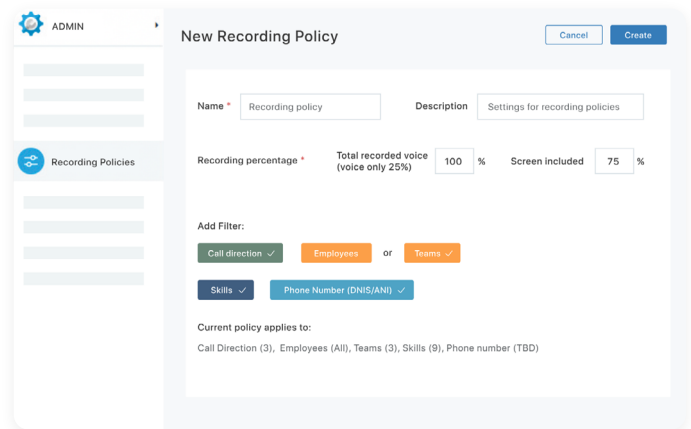 ADMIN
New Recording Policy
Cancel
Create
Name *
Recording policy
Description
Settings for recording policies
Recording Policies
Recording percentage *
Total recorded voice
(voice only 25%)
100 %
Screen included
75 %
Add Filter:
Call direction ✓
Employees
or
Teams ✓
Skills ✓
Phone Number (DNIS/ANI) ✓
Current policy applies to:
Call Direction (3), Employees (All), Teams (3), Skills (9), Phone number (TBD)